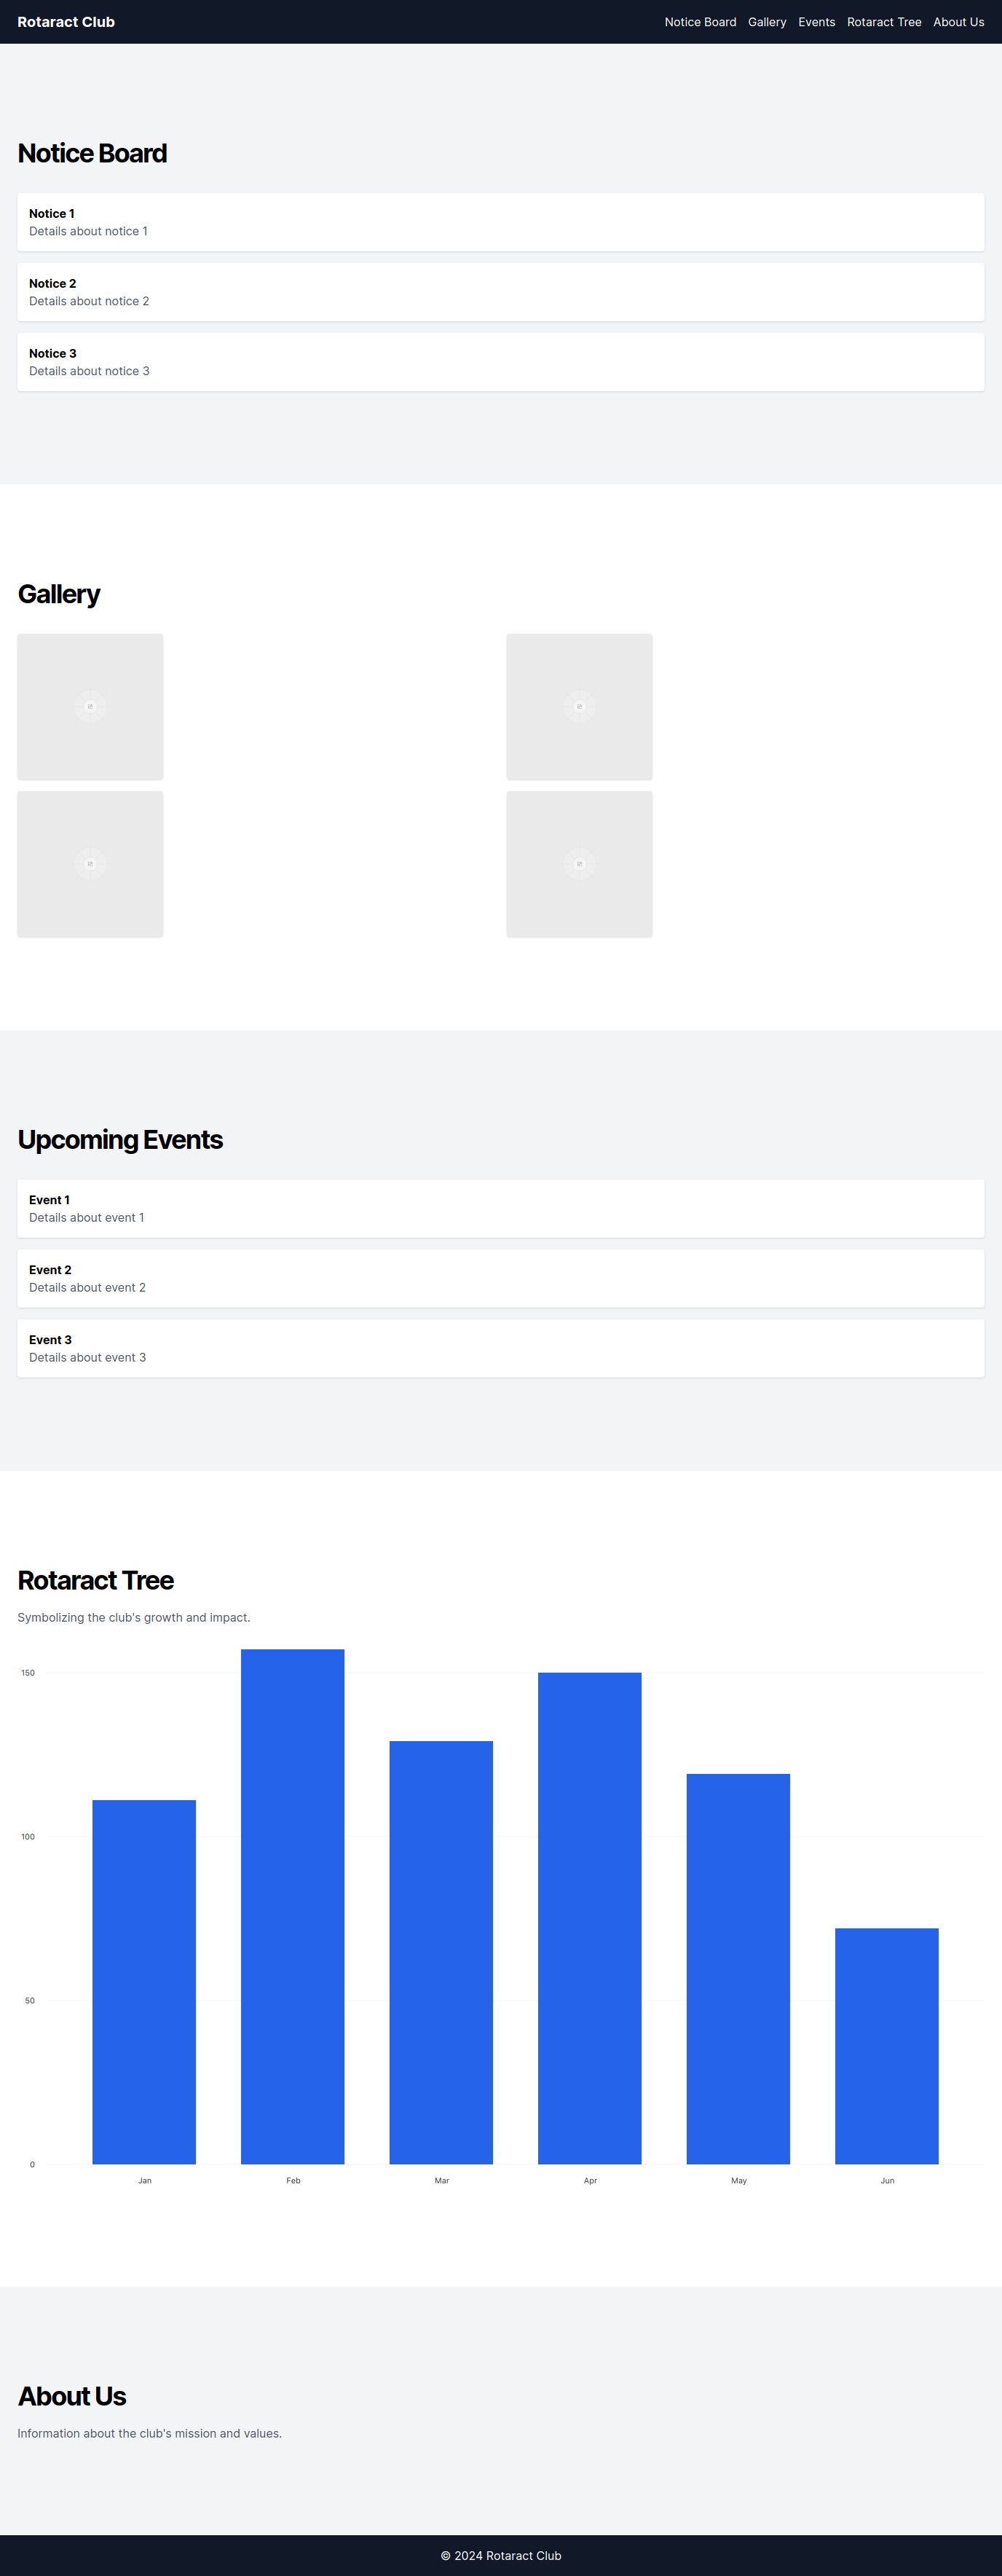 Rotaract Club
Notice Board Gallery Events Rotaract Tree About Us
Notice Board
Notice 1
Details about notice 1
Notice 2
Details about notice 2
Notice 3
Details about notice 3
Gallery
Upcoming Events
Event 1
Details about event 1
Event 2
Details about event 2
Event 3
Details about event 3
Rotaract Tree
Symbolizing the club's growth and impact.
150
100
50
0
Jan Feb Mar Apr May Jun
About Us
Information about the club's mission and values.
© 2024 Rotaract Club